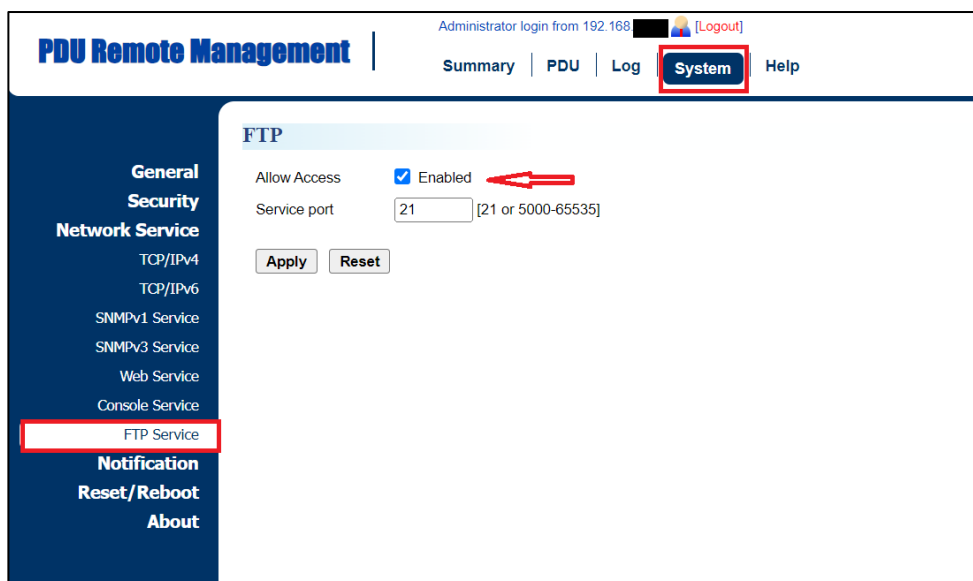 Administrator login from 192.168. [Logout]
PDU Remote Management
Summary PDU Log System Help
FTP
General
Allow Access Enabled
Security
Service port 21 [21 or 5000-65535]
Network Service
TCP/IPv4
Apply Reset
TCP/IPv6
SNMPv1 Service
SNMPv3 Service
Web Service
Console Service
FTP Service
Notification
Reset/Reboot
About